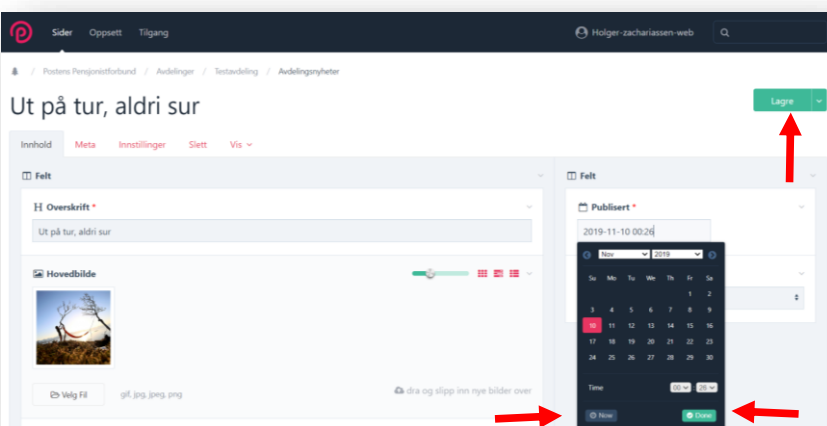 Sider Oppsett Tilgang Holger-zachariassen-web
/ Postens Pensjonistforbund / Avdelinger / Testavdeling / Avdelingsnyheter
Ut på tur, aldri sur
Lagre
Innhold Meta Innstillinger Slett Vis
Felt
Overskrift *
Ut på tur, aldri sur
Hovedbilde
Velg Fil gif, jpg, jpeg, png
dra og slipp inn nye bilder over
Felt
Publisert *
2019-11-10 00:26
Nov 2019
Su Mo Tu We Th Fr Sa
1 2
3 4 5 6 7 8 9
10 11 12 13 14 15 16
17 18 19 20 21 22 23
24 25 26 27 28 29 30
Time 00 26
Now Done